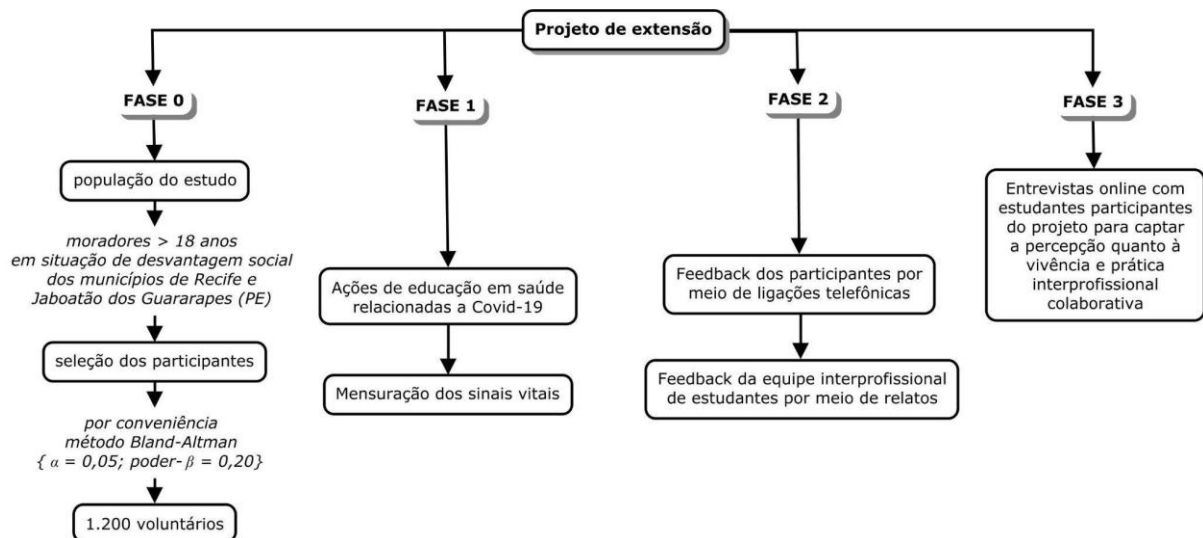 Projeto de extensão
FASE 0
população do estudo
moradores > 18 anos
em situação de desvantagem social
dos municípios de Recife e
Jaboatão dos Guararapes (PE)
seleção dos participantes
por conveniência
método Bland-Altman
{ α = 0,05; poder- β = 0,20}
1.200 voluntários
FASE 1
Ações de educação em saúde
relacionadas a Covid-19
Mensuração dos sinais vitais
FASE 2
Feedback dos participantes por
meio de ligações telefônicas
Feedback da equipe interprofissional
de estudantes por meio de relatos
FASE 3
Entrevistas online com
estudantes participantes
do projeto para captar
a percepção quanto à
vivência e prática
interprofissional
colaborativa